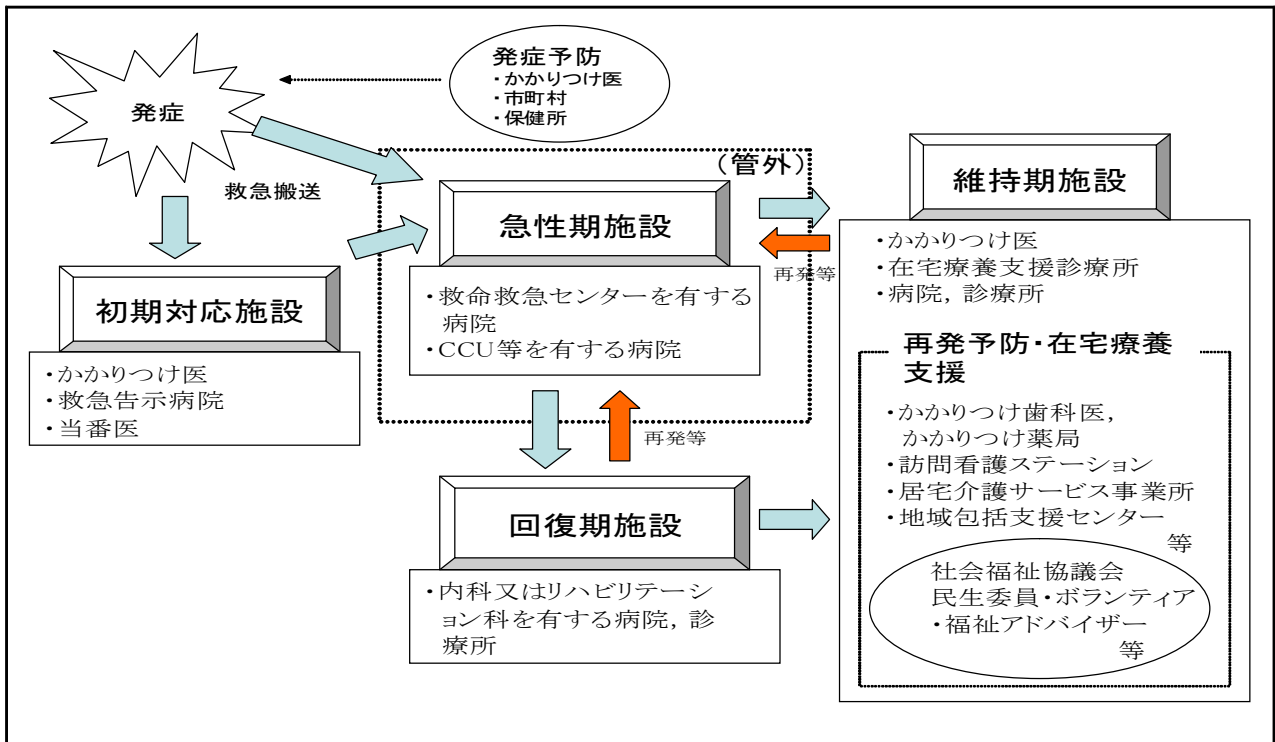 発症予防
・かかりつけ医
・市町村
・保健所
発症
救急搬送
(管外)
急性期施設
・救命救急センターを有する
病院
・CCU等を有する病院
初期対応施設
・かかりつけ医
・救急告示病院
・当番医
再発等
再発等
回復期施設
・内科又はリハビリテーシ
ョン科を有する病院,診
療所
維持期施設
・かかりつけ医
・在宅療養支援診療所
・病院,診療所
再発予防・在宅療養
支援
・かかりつけ歯科医,
かかりつけ薬局
・訪問看護ステーション
・居宅介護サービス事業所
・地域包括支援センター
等
社会福祉協議会
民生委員・ボランティア
・福祉アドバイザー
等